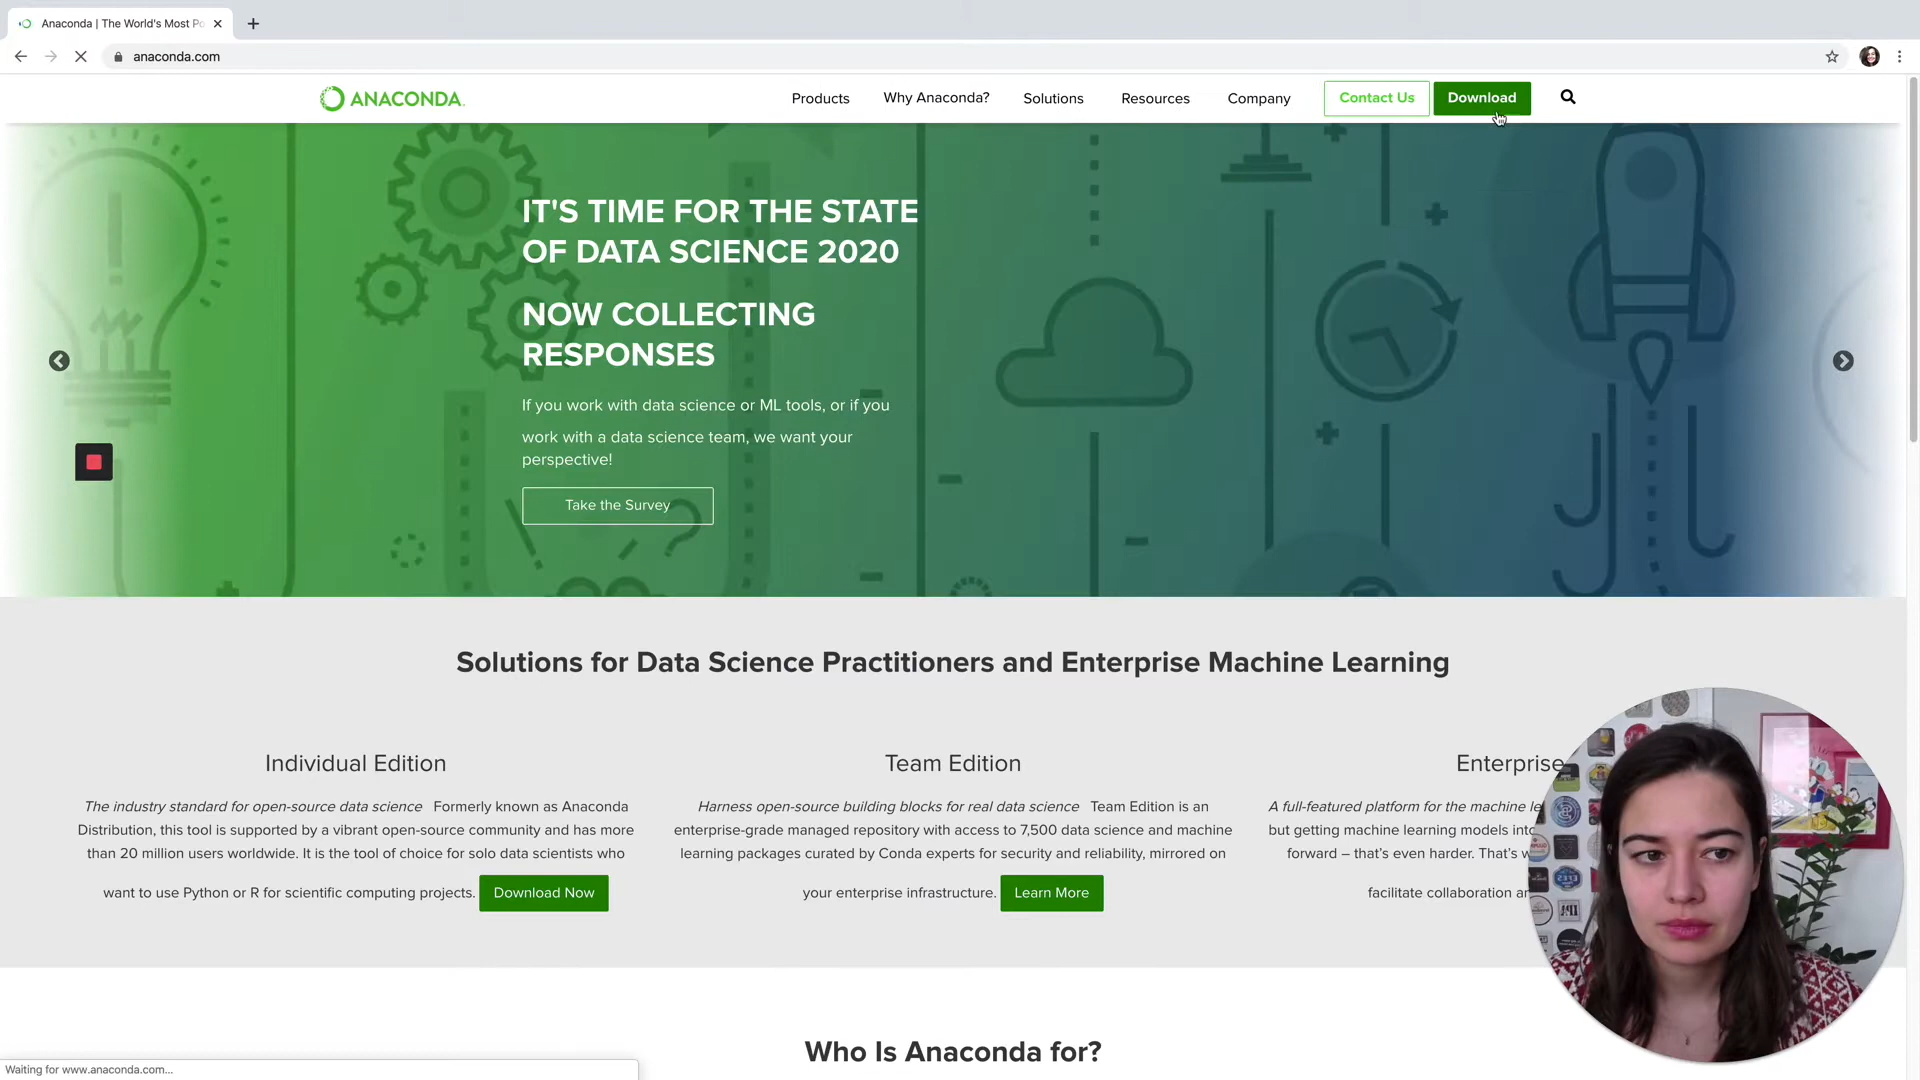 Anaconda | The World's Most Po
anaconda.com
ANACONDA.
Products
Why Anaconda?
Solutions
Resources
Company
Contact Us
Download
IT'S TIME FOR THE STATE
OF DATA SCIENCE 2020
NOW COLLECTING
RESPONSES
If you work with data science or ML tools, or if you
work with a data science team, we want your
perspective!
Take the Survey
Solutions for Data Science Practitioners and Enterprise Machine Learning
Individual Edition
The industry standard for open-source data science Formerly known as Anaconda
Distribution, this tool is supported by a vibrant open-source community and has more
than 20 million users worldwide. It is the tool of choice for solo data scientists who
want to use Python or R for scientific computing projects. Download Now
Team Edition
Harness open-source building blocks for real data science Team Edition is an
enterprise-grade managed repository with access to 7,500 data science and machine
learning packages curated by Conda experts for security and reliability, mirrored on
your enterprise infrastructure. Learn More
Enterprise
A full-featured platform for the machine le
but getting machine learning models into
forward – that's even harder. That's w
facilitate collaboration an
Who Is Anaconda for?
Waiting for www.anaconda.com...